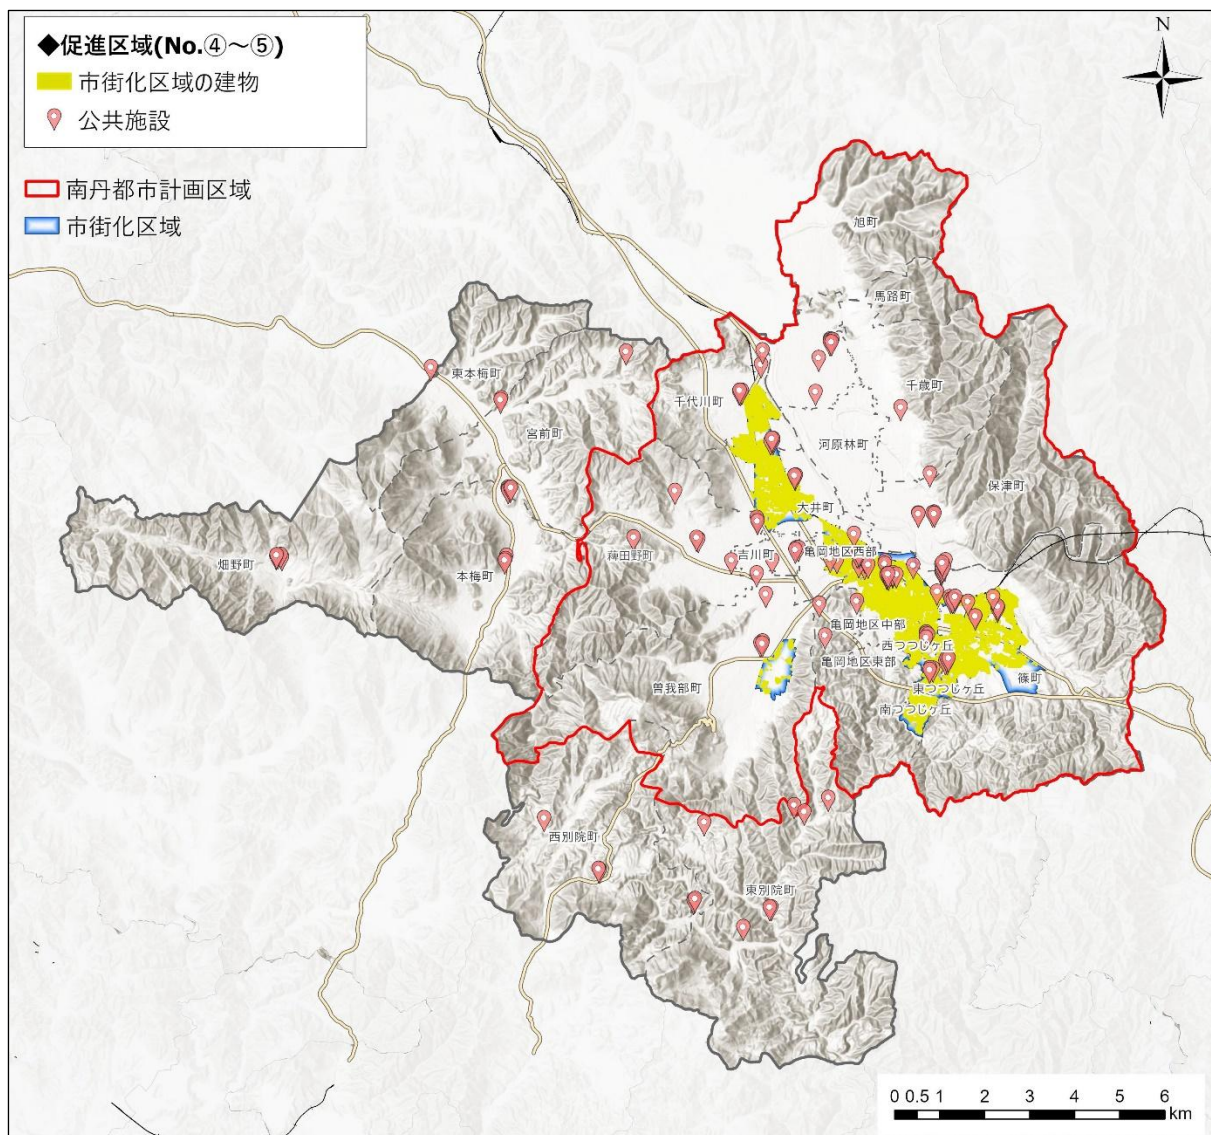 ◆促進区域(No.④～⑤)
市街化区域の建物
公共施設
南丹都市計画区域
市街化区域
N
旭町
馬路町
東本梅町
千代川町
千歳町
宮前町
河原林町
保津町
大井町
畑野町
本梅町
薭田野町
吉川町
亀岡地区西部
亀岡地区中部
西つつじヶ丘
亀岡地区東部
曽我部町
東つつじヶ丘
篠町
南つつじヶ丘
西別院町
東別院町
0 0.5 1 2 3 4 5 6
km